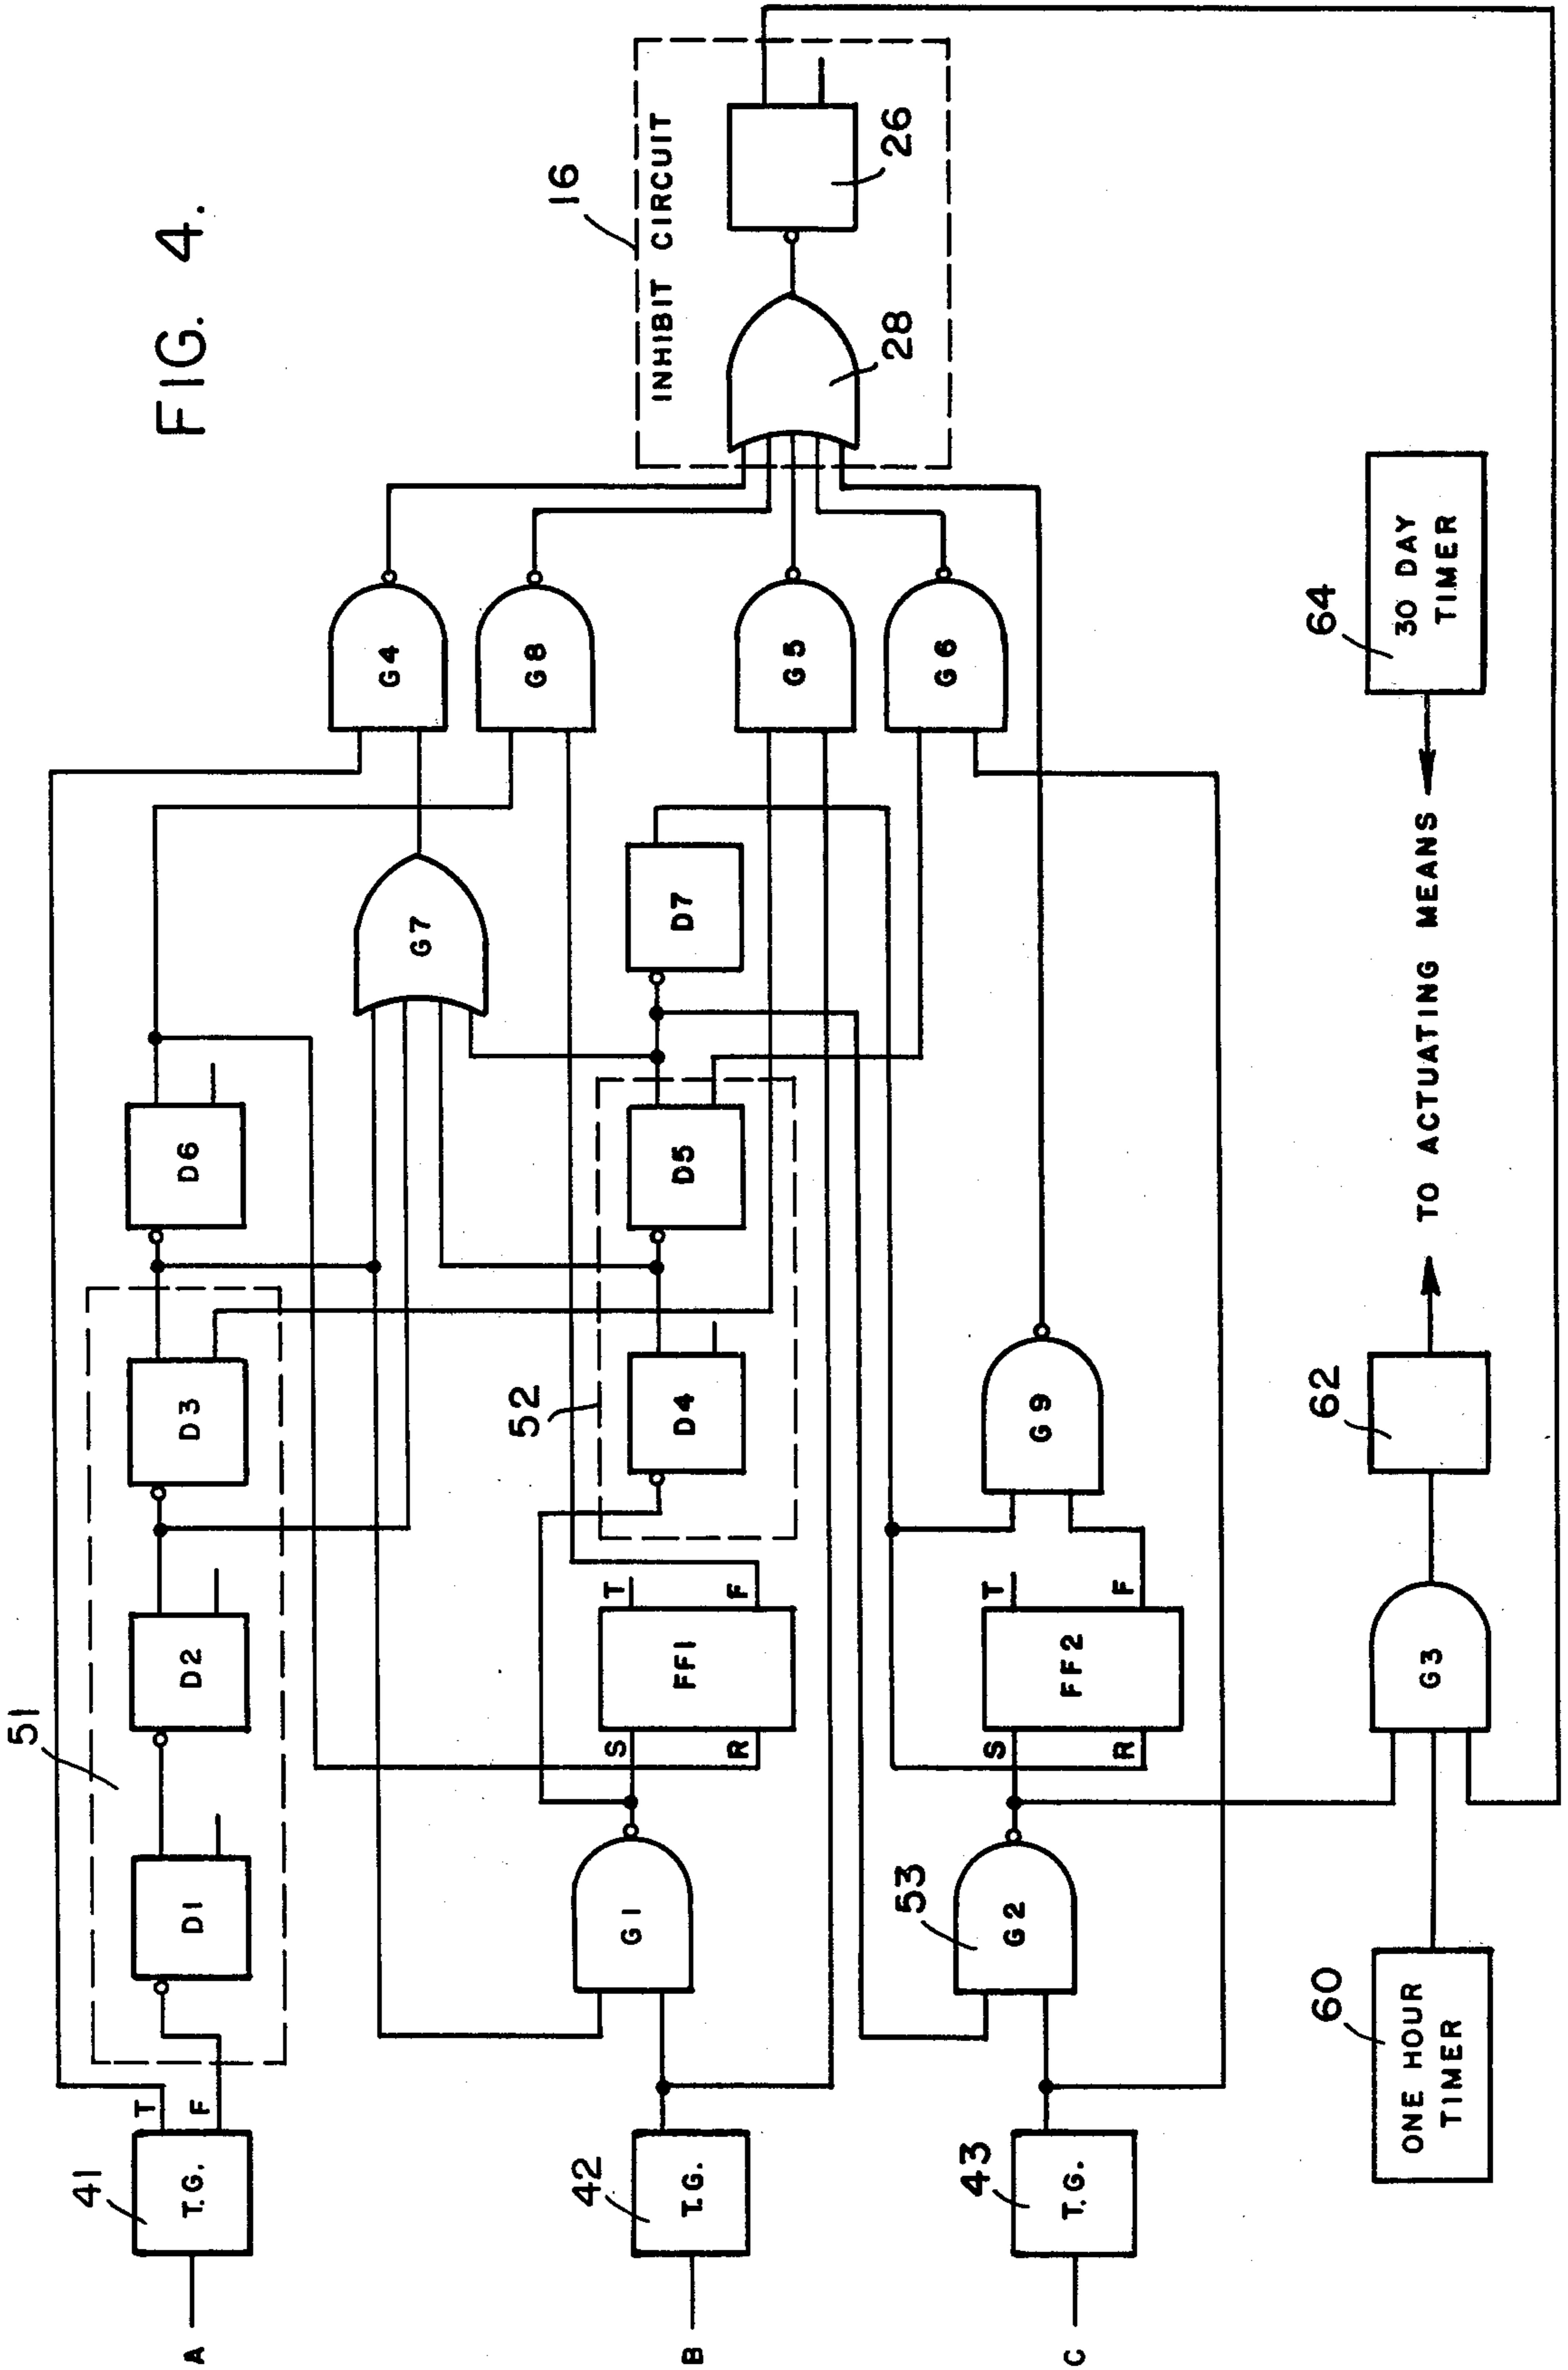 FIG. 4.
16
INHIBIT CIRCUIT
26
28
G4
G8
G5
G6
G7
D6
D7
51
D1
D2
D3
52
D4
D5
41
T.G.
T
F
A
42
T.G.
B
43
T.G.
C
G1
S
R
FF1
T
F
53
G2
S
R
FF2
T
F
G9
60
ONE HOUR
TIMER
G3
62
TO ACTUATING MEANS
64
30 DAY
TIMER